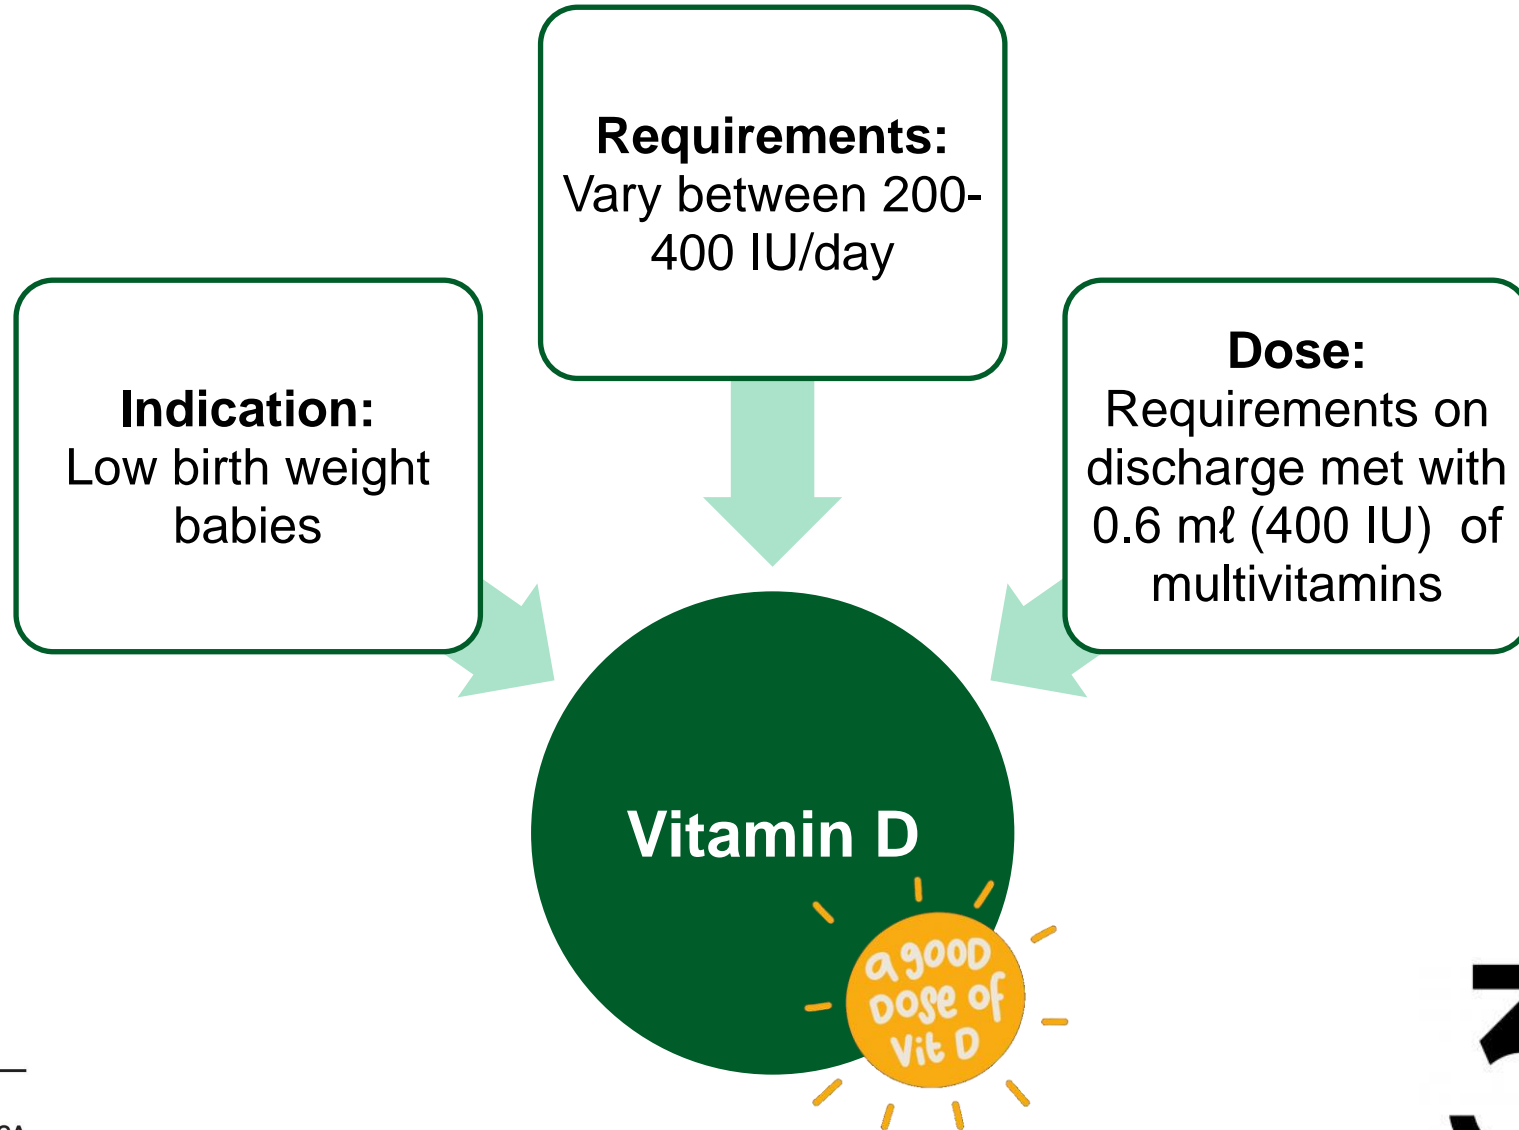 Requirements:
Vary between 200-
400 IU/day
Indication:
Low birth weight
babies
Dose:
Requirements on
discharge met with
0.6 mℓ (400 IU)  of
multivitamins
Vitamin D
a good
Dose of
Vit D